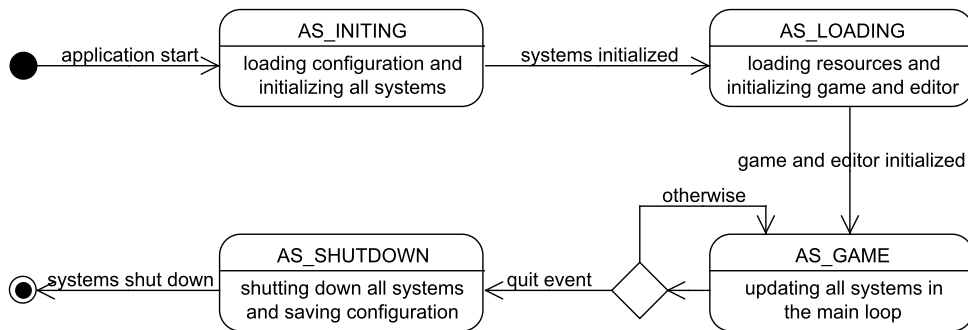 AS_INITING
AS_LOADING
application start
systems initialized
loading configuration and
initializing all systems
loading resources and
initializing game and editor
game and editor initialized
otherwise
AS_SHUTDOWN
AS_GAME
systems shut down
quit event
shutting down all systems
and saving configuration
updating all systems in
the main loop